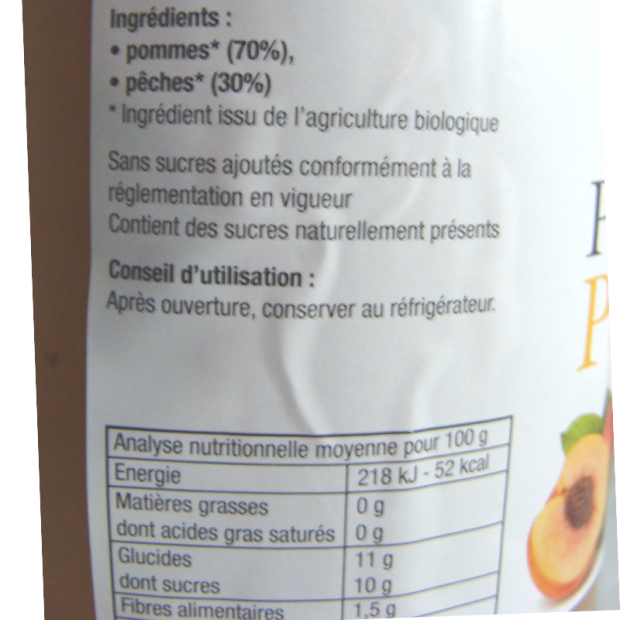 Ingrédients :
• pommes* (70%),
• pêches* (30%)
* Ingrédient issu de l'agriculture biologique
Sans sucres ajoutés conformément à la
réglementation en vigueur
Contient des sucres naturellement présents
Conseil d'utilisation :
Après ouverture, conserver au réfrigérateur.
Analyse nutritionnelle moyenne pour 100 g
Energie 218 kJ - 52 kcal
Matières grasses 0 g
dont acides gras saturés 0 g
Glucides 11 g
dont sucres 10 g
Fibres alimentaires 1,5 g